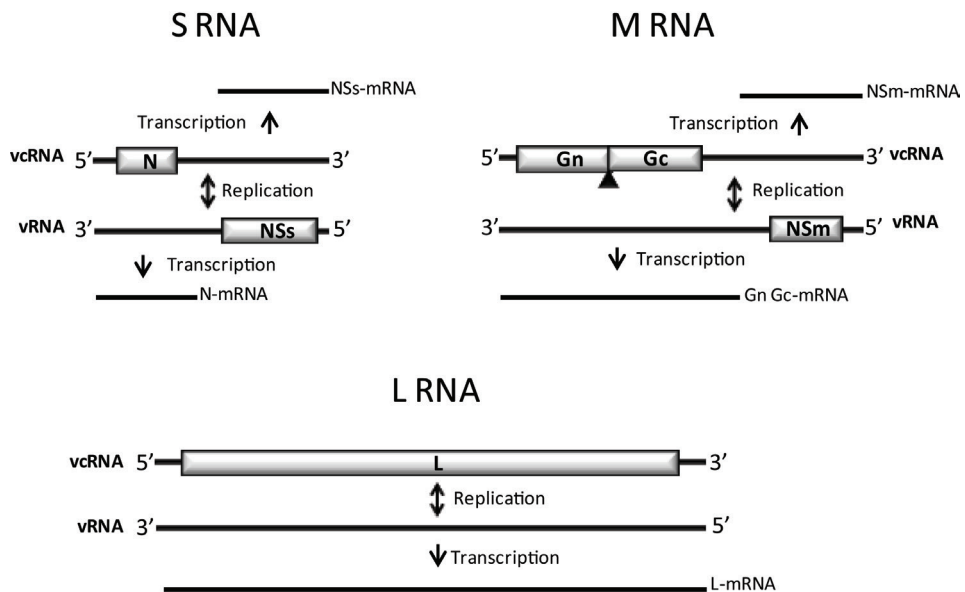 S RNA
NSs-mRNA
Transcription
vcRNA 5’ N 3’
Replication
vRNA 3’ NSs 5’
Transcription
N-mRNA
M RNA
NSm-mRNA
Transcription
5’ Gn Gc 3’ vcRNA
Replication
3’ NSm 5’ vRNA
Transcription
Gn Gc-mRNA
L RNA
vcRNA 5’ L 3’
Replication
vRNA 3’ 5’
Transcription
L-mRNA